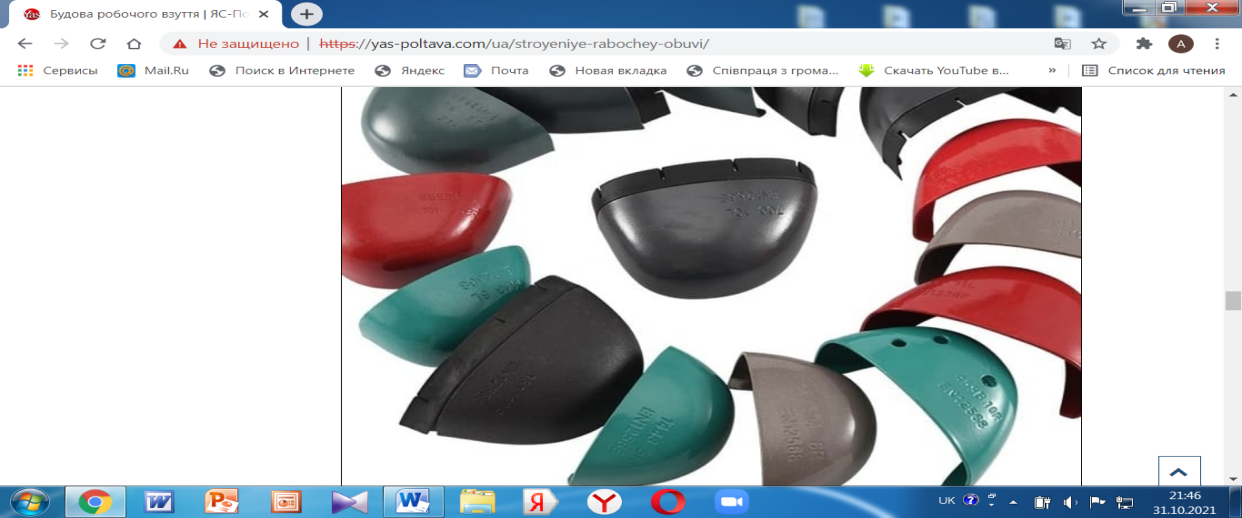 Будова робочого взуття | ЯС-По
Не защищено | https://yas-poltava.com/ua/stroyeniye-rabochey-obuvi/
A
Сервисы Mail.Ru Поиск в Интернете Яндекс Почта Новая вкладка Співпраця з грома... Скачать YouTube в... » Список для чтения
EN12568
UK
21:46
31.10.2021